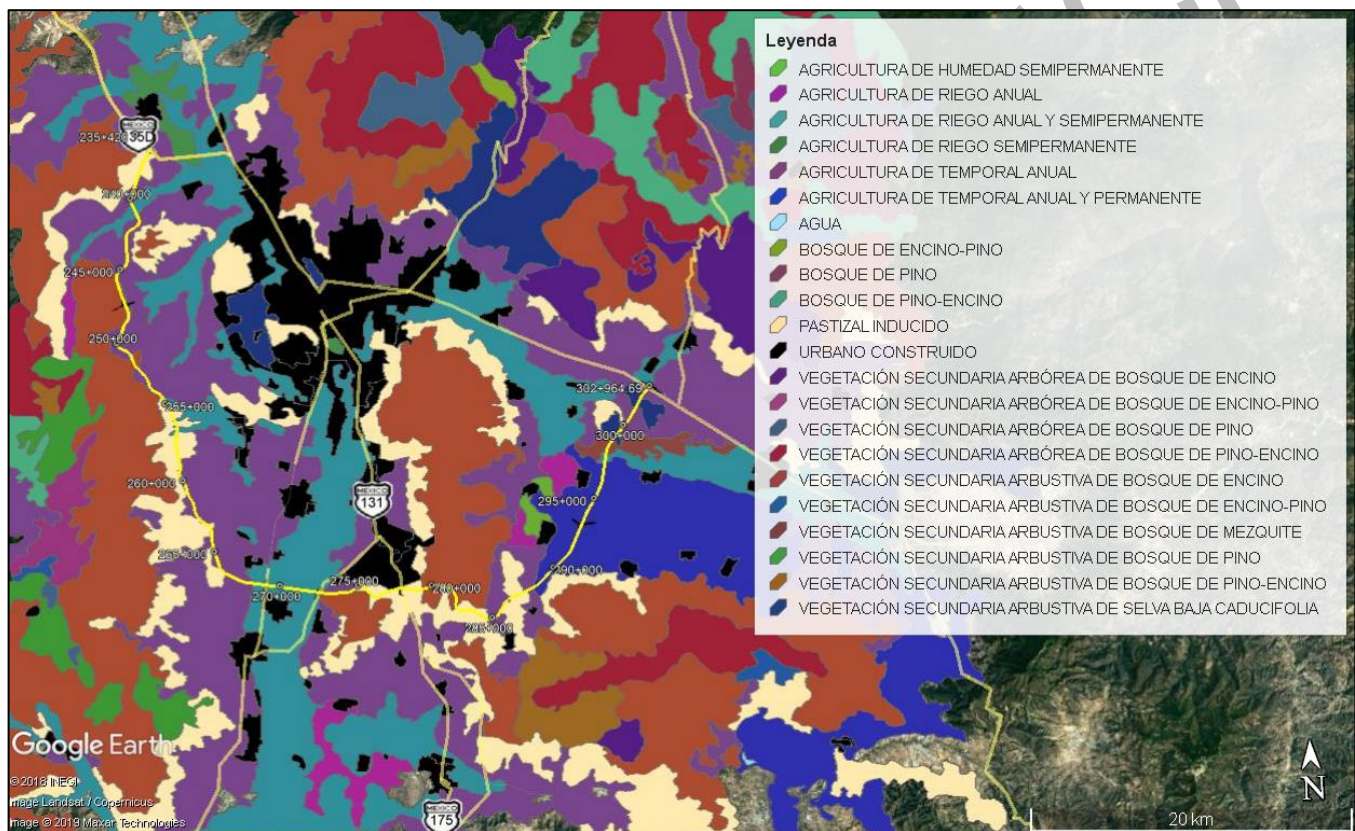 Leyenda
AGRICULTURA DE HUMEDAD SEMIPERMANENTE
AGRICULTURA DE RIEGO ANUAL
AGRICULTURA DE RIEGO ANUAL Y SEMIPERMANENTE
AGRICULTURA DE RIEGO SEMIPERMANENTE
AGRICULTURA DE TEMPORAL ANUAL
AGRICULTURA DE TEMPORAL ANUAL Y PERMANENTE
AGUA
BOSQUE DE ENCINO-PINO
BOSQUE DE PINO
BOSQUE DE PINO-ENCINO
PASTIZAL INDUCIDO
URBANO CONSTRUIDO
VEGETACIÓN SECUNDARIA ARBÓREA DE BOSQUE DE ENCINO
VEGETACIÓN SECUNDARIA ARBÓREA DE BOSQUE DE ENCINO-PINO
VEGETACIÓN SECUNDARIA ARBÓREA DE BOSQUE DE PINO
VEGETACIÓN SECUNDARIA ARBÓREA DE BOSQUE DE PINO-ENCINO
VEGETACIÓN SECUNDARIA ARBUSTIVA DE BOSQUE DE ENCINO
VEGETACIÓN SECUNDARIA ARBUSTIVA DE BOSQUE DE ENCINO-PINO
VEGETACIÓN SECUNDARIA ARBUSTIVA DE BOSQUE DE MEZQUITE
VEGETACIÓN SECUNDARIA ARBUSTIVA DE BOSQUE DE PINO
VEGETACIÓN SECUNDARIA ARBUSTIVA DE BOSQUE DE PINO-ENCINO
VEGETACIÓN SECUNDARIA ARBUSTIVA DE SELVA BAJA CADUCIFOLIA
MEXICO
135D
240+000
245+000
250+000
255+000
260+000
265+000
270+000
275+000
280+000
285+000
290+000
295+000
300+000
302+964.69
MEXICO
131
MEXICO
175
Google Earth
© 2018 INEGI
Image Landsat / Copernicus
Image © 2019 Maxar Technologies
N
20 km